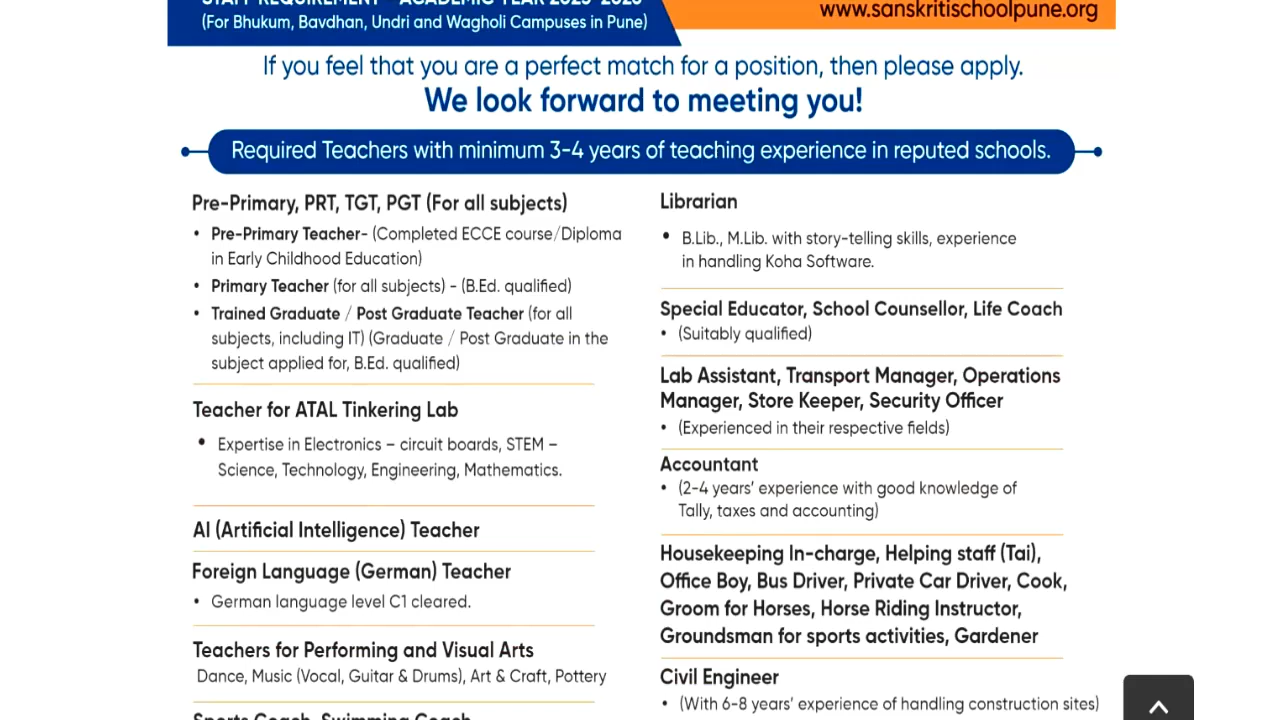 STAFF REQUIREMENT - ACADEMIC YEAR 2025-2026
(For Bhukum, Bavdhan, Undri and Wagholi Campuses in Pune)
www.sanskritischoolpune.org
If you feel that you are a perfect match for a position, then please apply.
We look forward to meeting you!
Required Teachers with minimum 3-4 years of teaching experience in reputed schools.
Pre-Primary, PRT, TGT, PGT (For all subjects)
• Pre-Primary Teacher- (Completed ECCE course/Diploma
in Early Childhood Education)
• Primary Teacher (for all subjects) - (B.Ed. qualified)
• Trained Graduate / Post Graduate Teacher (for all
subjects, including IT) (Graduate / Post Graduate in the
subject applied for, B.Ed. qualified)
Teacher for ATAL Tinkering Lab
• Expertise in Electronics – circuit boards, STEM –
Science, Technology, Engineering, Mathematics.
AI (Artificial Intelligence) Teacher
Foreign Language (German) Teacher
• German language level C1 cleared.
Teachers for Performing and Visual Arts
Dance, Music (Vocal, Guitar & Drums), Art & Craft, Pottery
Sports Coach, Swimming Coach
Librarian
• B.Lib., M.Lib. with story-telling skills, experience
in handling Koha Software.
Special Educator, School Counsellor, Life Coach
• (Suitably qualified)
Lab Assistant, Transport Manager, Operations
Manager, Store Keeper, Security Officer
• (Experienced in their respective fields)
Accountant
• (2-4 years' experience with good knowledge of
Tally, taxes and accounting)
Housekeeping In-charge, Helping staff (Tai),
Office Boy, Bus Driver, Private Car Driver, Cook,
Groom for Horses, Horse Riding Instructor,
Groundsman for sports activities, Gardener
Civil Engineer
• (With 6-8 years' experience of handling construction sites)